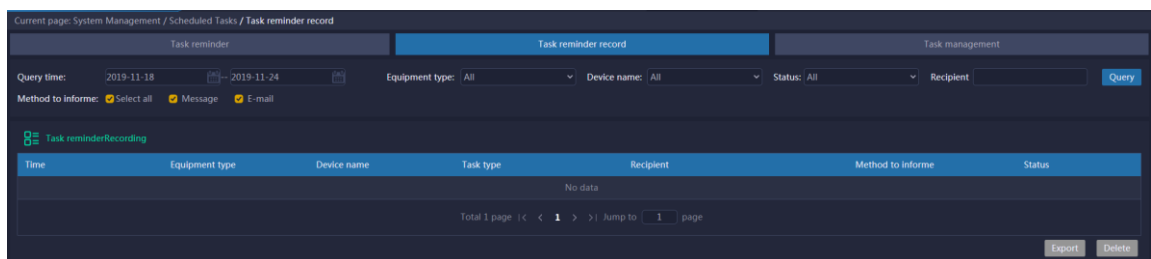 Current page: System Management / Scheduled Tasks / Task reminder record
Task reminder Task reminder record Task management
Query time: 2019-11-18 -- 2019-11-24 Equipment type: All Device name: All Status: All Recipient Query
Method to informe: Select all Message E-mail
Task reminderRecording
Time Equipment type Device name Task type Recipient Method to informe Status
No data
Total 1 page |< < 1 > >| Jump to 1 page
Export Delete